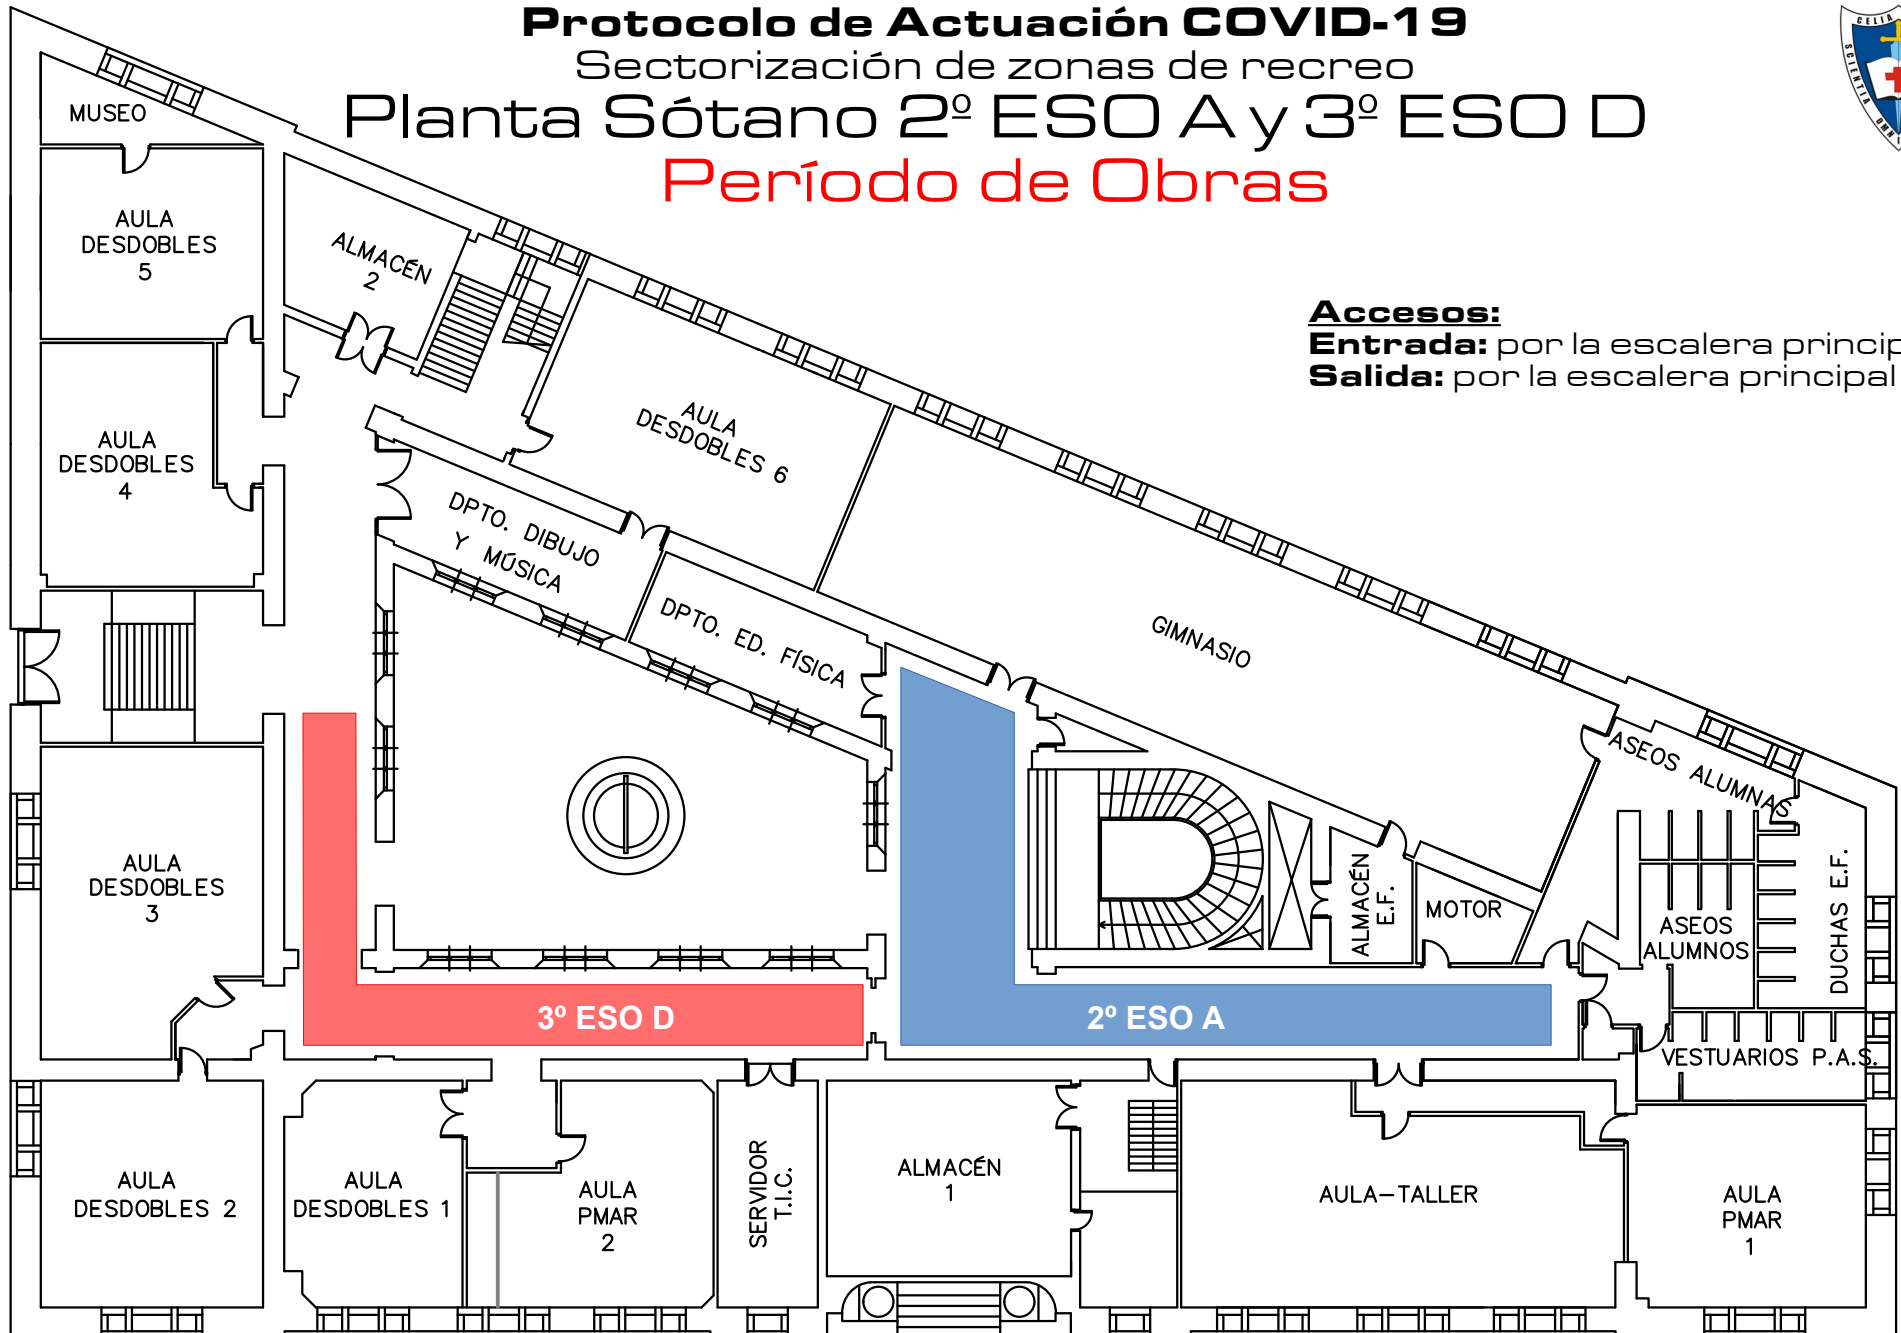 Protocolo de Actuación COVID-19
Sectorización de zonas de recreo
Planta Sótano 2º ESO A y 3º ESO D
Período de Obras
CELIA
SCIENTIA
Accesos:
Entrada: por la escalera princip
Salida: por la escalera principal
MUSEO
AULA
DESDOBLES
5
ALMACÉN
2
AULA
DESDOBLES
4
AULA
DESDOBLES 6
DPTO. DIBUJO
Y MÚSICA
DPTO. ED. FÍSICA
GIMNASIO
ASEOS ALUMNAS
AULA
DESDOBLES
3
ALMACÉN
E.F.
MOTOR
ASEOS
ALUMNOS
DUCHAS E.F.
3º ESO D
2º ESO A
VESTUARIOS P.A.S.
AULA
DESDOBLES 2
AULA
DESDOBLES 1
AULA
PMAR
2
SERVIDOR
T.I.C.
ALMACÉN
1
AULA-TALLER
AULA
PMAR
1